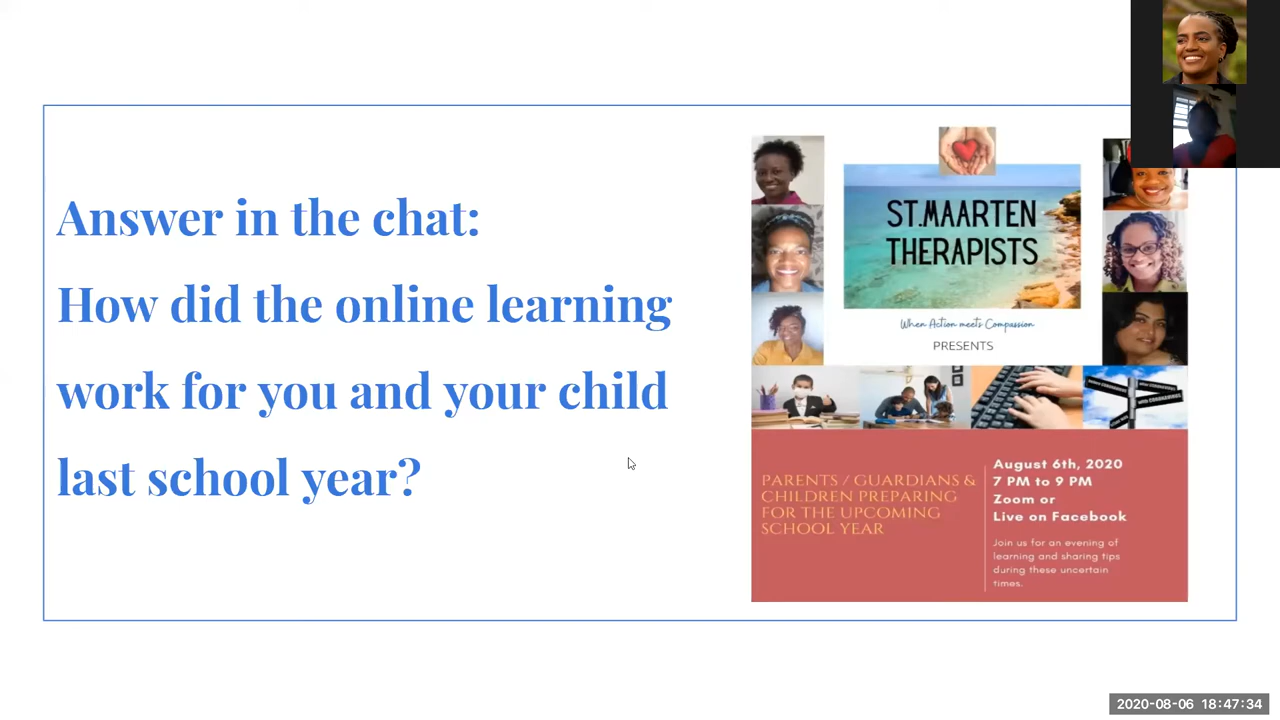 Answer in the chat:
How did the online learning
work for you and your child
last school year?
ST.MAARTEN
THERAPISTS
When Action meets Compassion
PRESENTS
PARENTS / GUARDIANS &
CHILDREN PREPARING
FOR THE UPCOMING
SCHOOL YEAR
August 6th, 2020
7 PM to 9 PM
Zoom or
Live on Facebook
Join us for an evening of
learning and sharing tips
during these uncertain
times.
2020-08-06 18:47:34